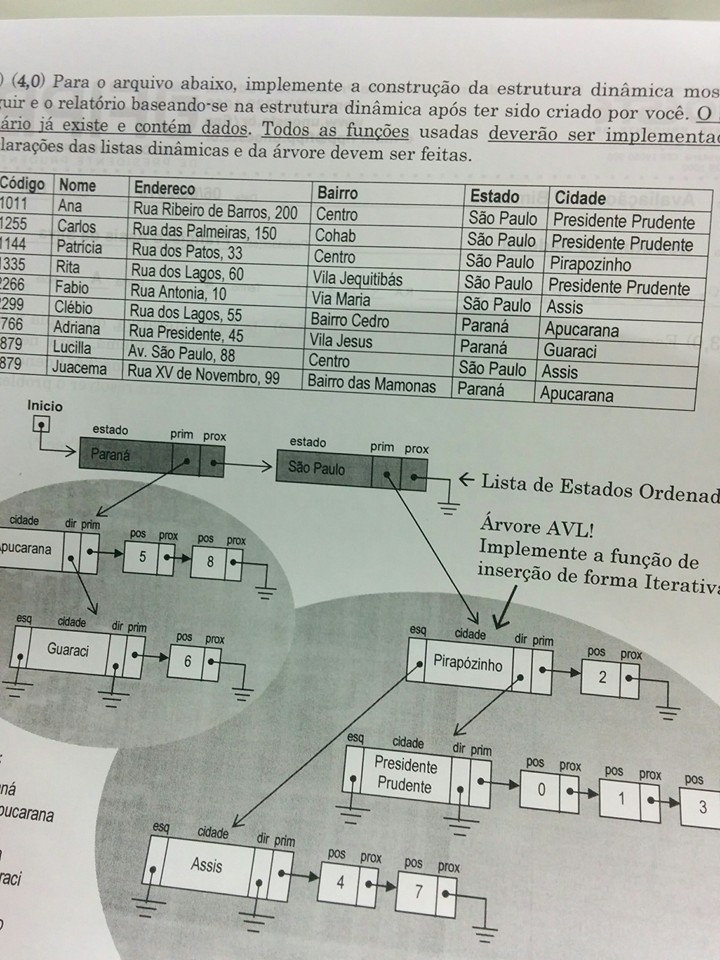 ) (4,0) Para o arquivo abaixo, implemente a construção da estrutura dinâmica mos
guir e o relatório baseando-se na estrutura dinâmica após ter sido criado por você. O
ário já existe e contém dados. Todos as funções usadas deverão ser implementad
larações das listas dinâmicas e da árvore devem ser feitas.
Código Nome Endereco Bairro Estado Cidade
1011 Ana Rua Ribeiro de Barros, 200 Centro São Paulo Presidente Prudente
1255 Carlos Rua das Palmeiras, 150 Cohab São Paulo Presidente Prudente
1144 Patrícia Rua dos Patos, 33 Centro São Paulo Pirapozinho
1335 Rita Rua dos Lagos, 60 Vila Jequitibás São Paulo Presidente Prudente
2266 Fabio Rua Antonia, 10 Via Maria São Paulo Assis
2299 Clébio Rua dos Lagos, 55 Bairro Cedro Paraná Apucarana
766 Adriana Rua Presidente, 45 Vila Jesus Paraná Guaraci
879 Lucilla Av. São Paulo, 88 Centro São Paulo Assis
879 Juacema Rua XV de Novembro, 99 Bairro das Mamonas Paraná Apucarana
Inicio
estado prim prox
Paraná
estado prim prox
São Paulo
← Lista de Estados Ordenad
Árvore AVL!
Implemente a função de
inserção de forma Iterativa
cidade dir prim
pucarana
pos prox
5
pos prox
8
esq cidade dir prim
Guaraci
pos prox
6
esq cidade dir prim
Pirapózinho
pos prox
2
esq cidade dir prim
Presidente
Prudente
pos prox
0
pos prox
1
pos
3
esq cidade dir prim
Assis
pos prox
4
pos prox
7
ná
pucarana
raci